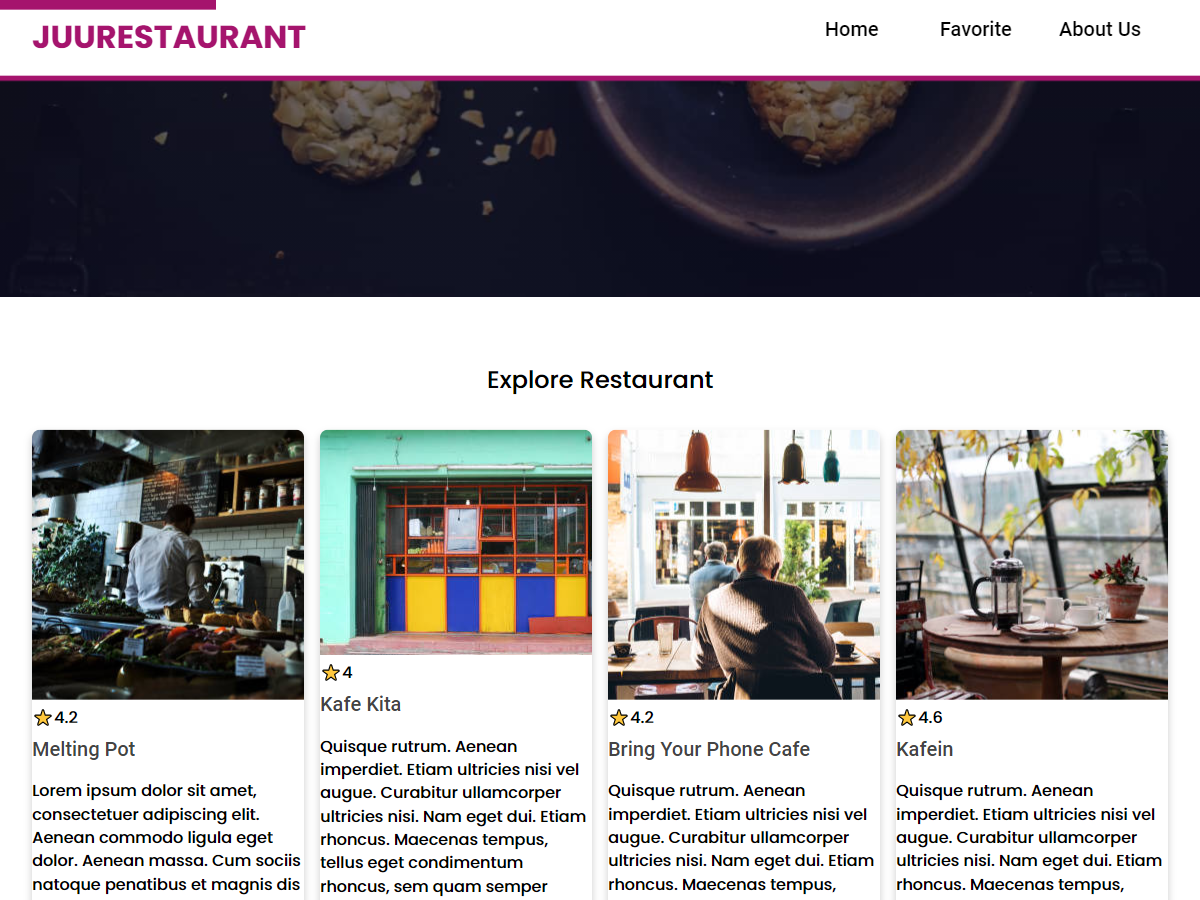 JUURESTAURANT
Home
Favorite
About Us
Explore Restaurant
4.2
Melting Pot
Lorem ipsum dolor sit amet,
consectetuer adipiscing elit.
Aenean commodo ligula eget
dolor. Aenean massa. Cum sociis
natoque penatibus et magnis dis
4
Kafe Kita
Quisque rutrum. Aenean
imperdiet. Etiam ultricies nisi vel
augue. Curabitur ullamcorper
ultricies nisi. Nam eget dui. Etiam
rhoncus. Maecenas tempus,
tellus eget condimentum
rhoncus, sem quam semper
4.2
Bring Your Phone Cafe
Quisque rutrum. Aenean
imperdiet. Etiam ultricies nisi vel
augue. Curabitur ullamcorper
ultricies nisi. Nam eget dui. Etiam
rhoncus. Maecenas tempus,
4.6
Kafein
Quisque rutrum. Aenean
imperdiet. Etiam ultricies nisi vel
augue. Curabitur ullamcorper
ultricies nisi. Nam eget dui. Etiam
rhoncus. Maecenas tempus,